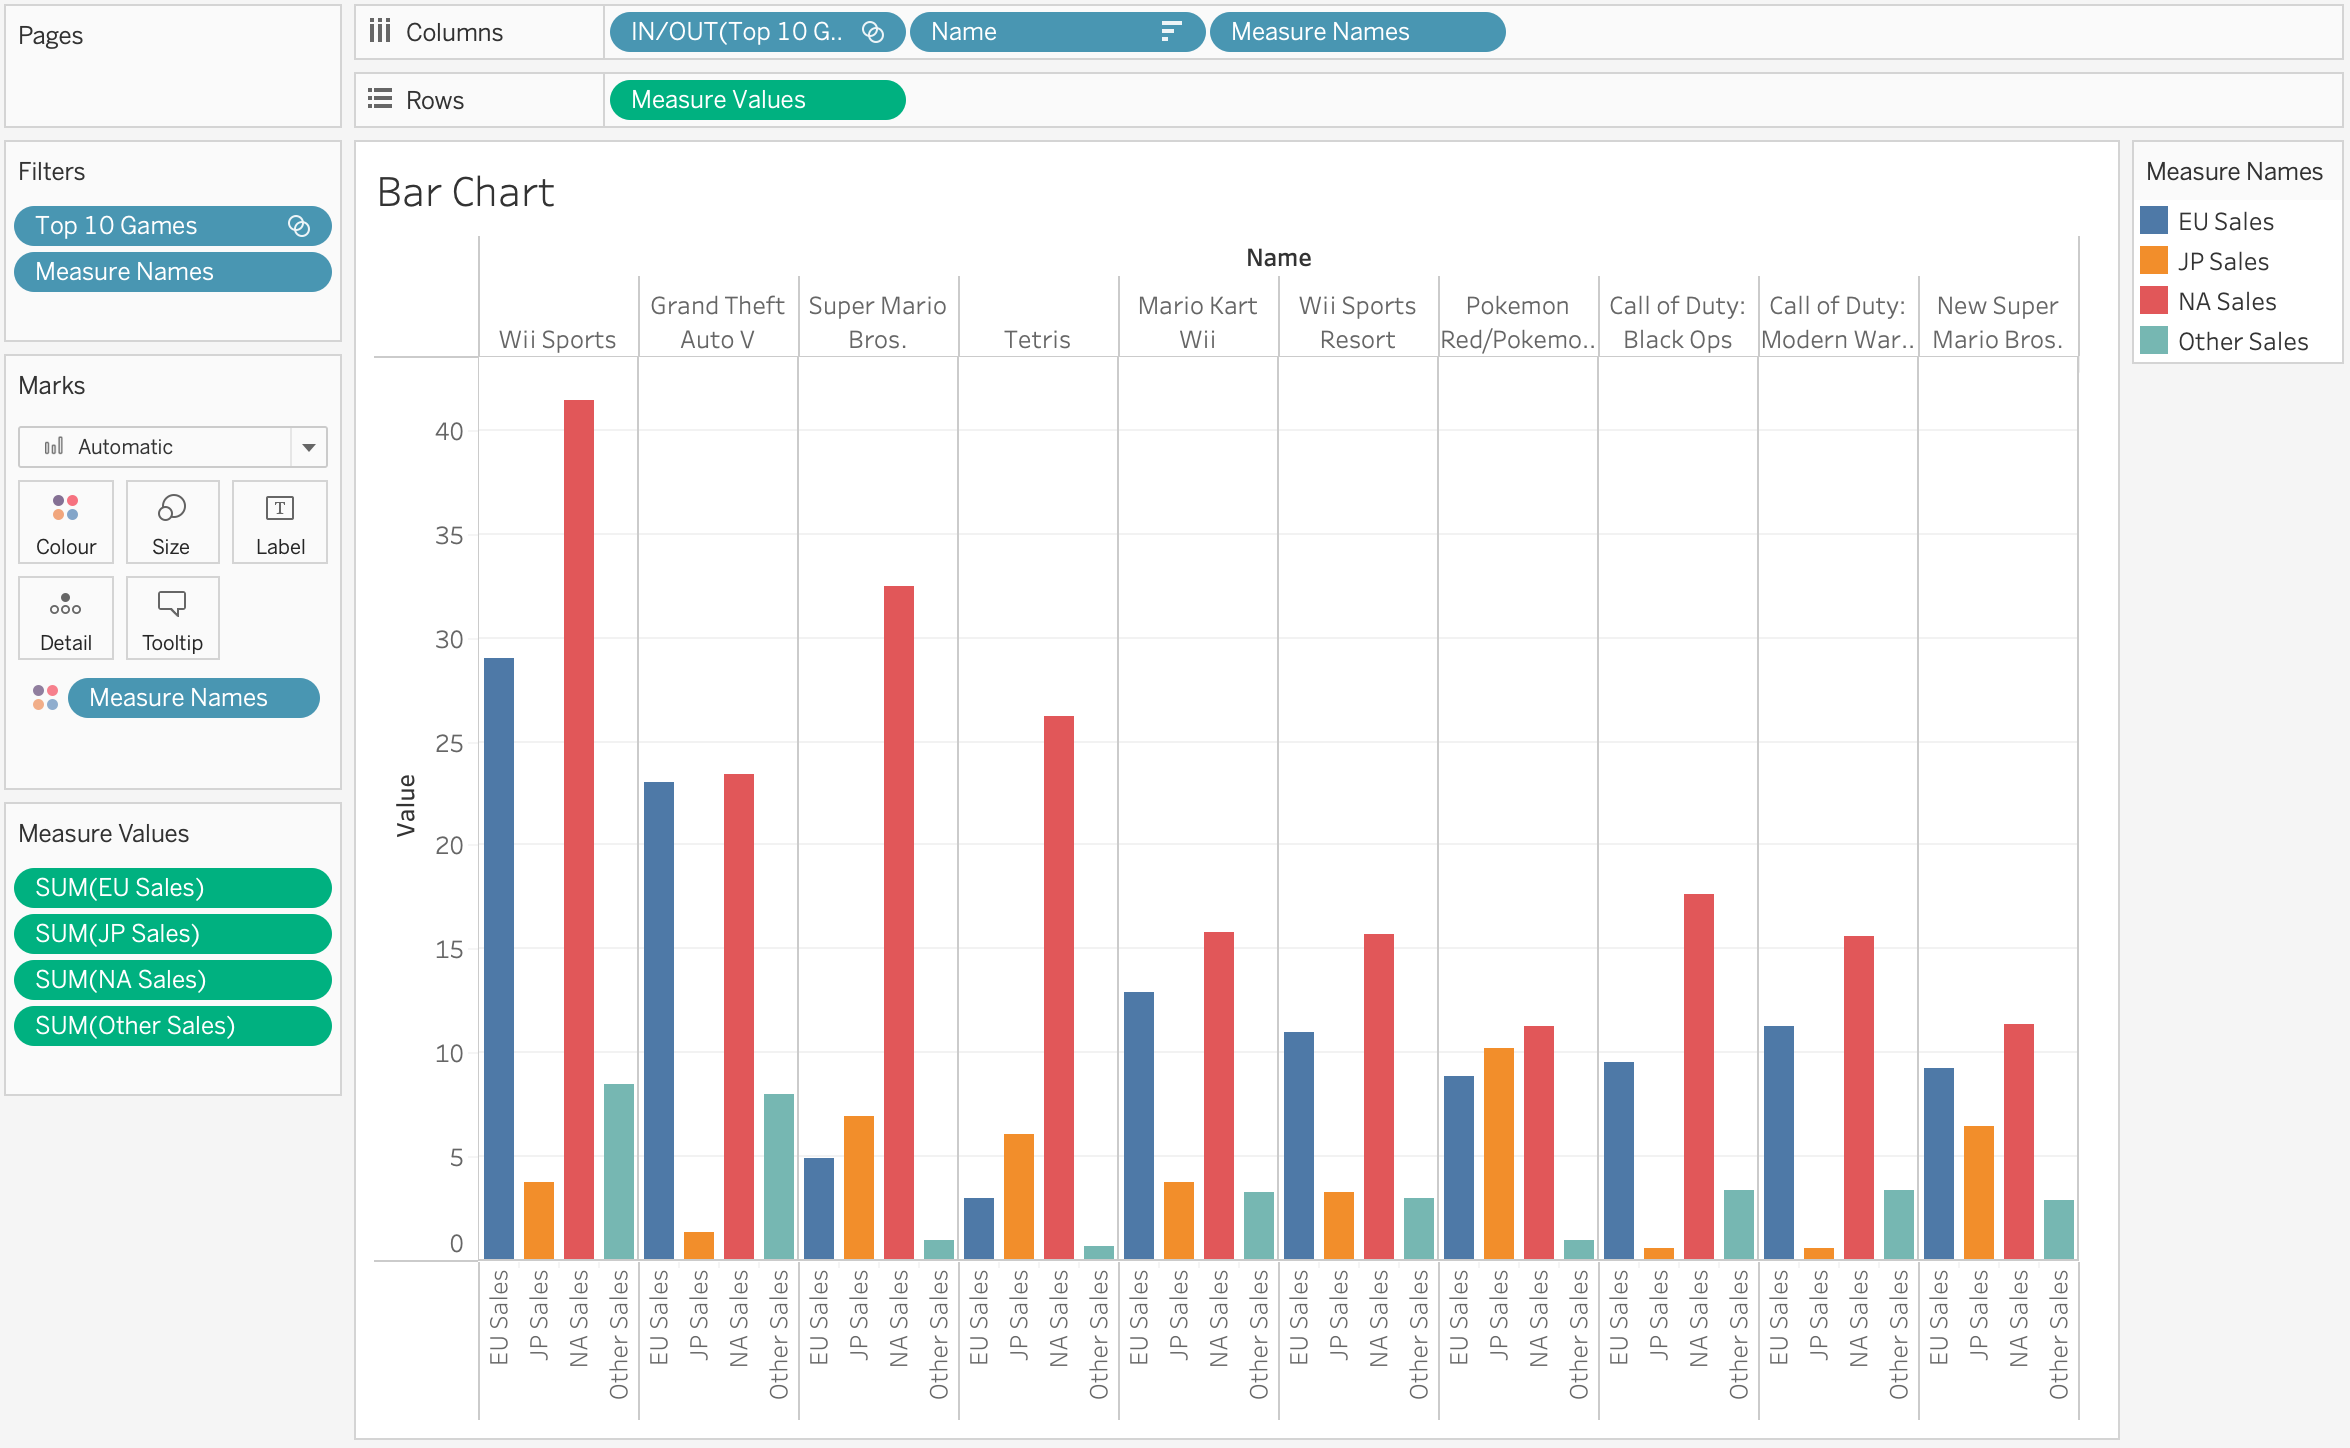 Pages
Columns
IN/OUT(Top 10 G..
Name
Measure Names
Rows
Measure Values
Filters
Top 10 Games
Measure Names
Marks
Automatic
Colour
Size
Label
Detail
Tooltip
Measure Names
Measure Values
SUM(EU Sales)
SUM(JP Sales)
SUM(NA Sales)
SUM(Other Sales)
Bar Chart
Name
Wii Sports
Grand Theft
Auto V
Super Mario
Bros.
Tetris
Mario Kart
Wii
Wii Sports
Resort
Pokemon
Red/Pokemo..
Call of Duty:
Black Ops
Call of Duty:
Modern War..
New Super
Mario Bros.
Value
40
35
30
25
20
15
10
5
0
EU Sales
JP Sales
NA Sales
Other Sales
EU Sales
JP Sales
NA Sales
Other Sales
EU Sales
JP Sales
NA Sales
Other Sales
EU Sales
JP Sales
NA Sales
Other Sales
EU Sales
JP Sales
NA Sales
Other Sales
EU Sales
JP Sales
NA Sales
Other Sales
EU Sales
JP Sales
NA Sales
Other Sales
EU Sales
JP Sales
NA Sales
Other Sales
EU Sales
JP Sales
NA Sales
Other Sales
EU Sales
JP Sales
NA Sales
Other Sales
Measure Names
EU Sales
JP Sales
NA Sales
Other Sales